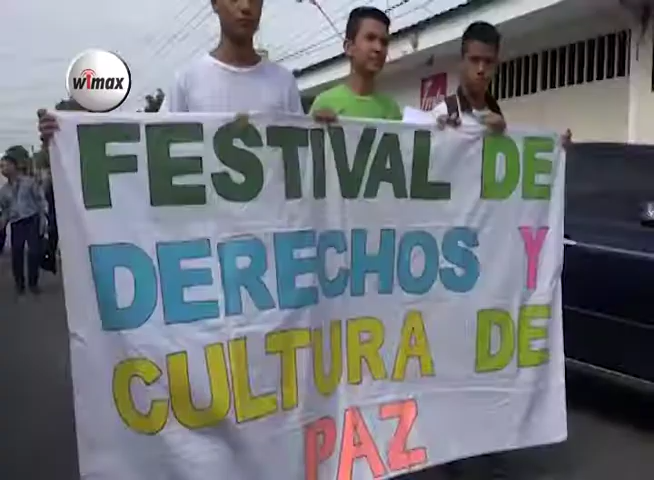 wimax
FESTIVAL DE
DERECHOS Y
CULTURA DE
PAZ